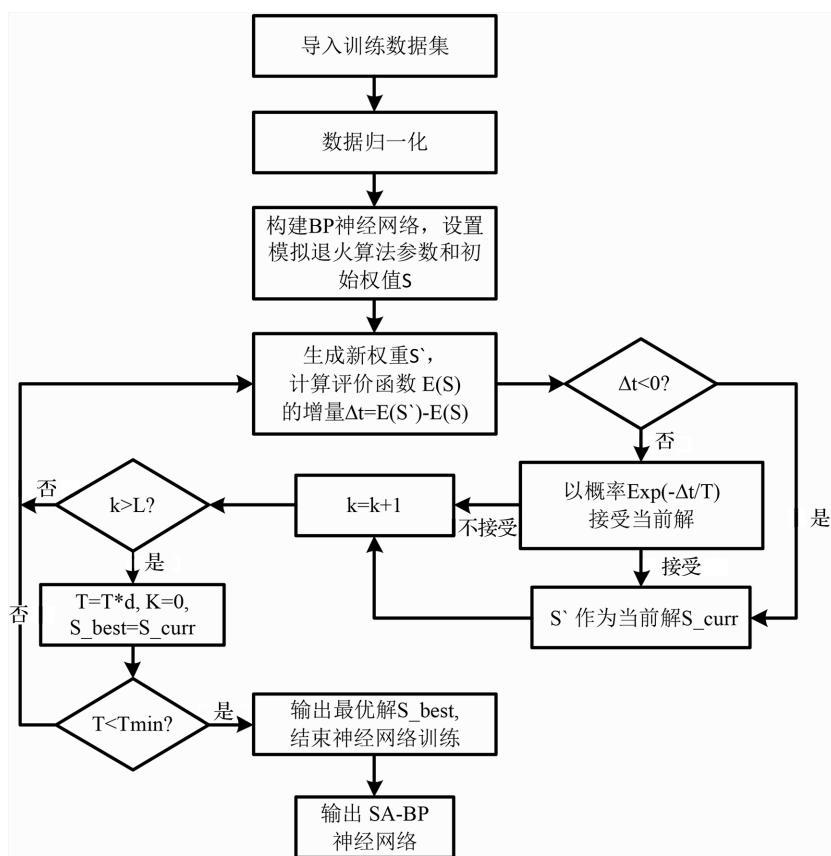 导入训练数据集
数据归一化
构建BP神经网络，设置
模拟退火算法参数和初
始权值S
生成新权重S`，
计算评价函数 E(S)
的增量Δt=E(S`)-E(S)
Δt<0?
否
是
以概率Exp(-Δt/T)
接受当前解
不接受
接受
S` 作为当前解S_curr
k=k+1
k>L?
否
是
T=T*d, K=0,
S_best=S_curr
否
T<Tmin?
是
输出最优解S_best,
结束神经网络训练
输出 SA-BP
神经网络